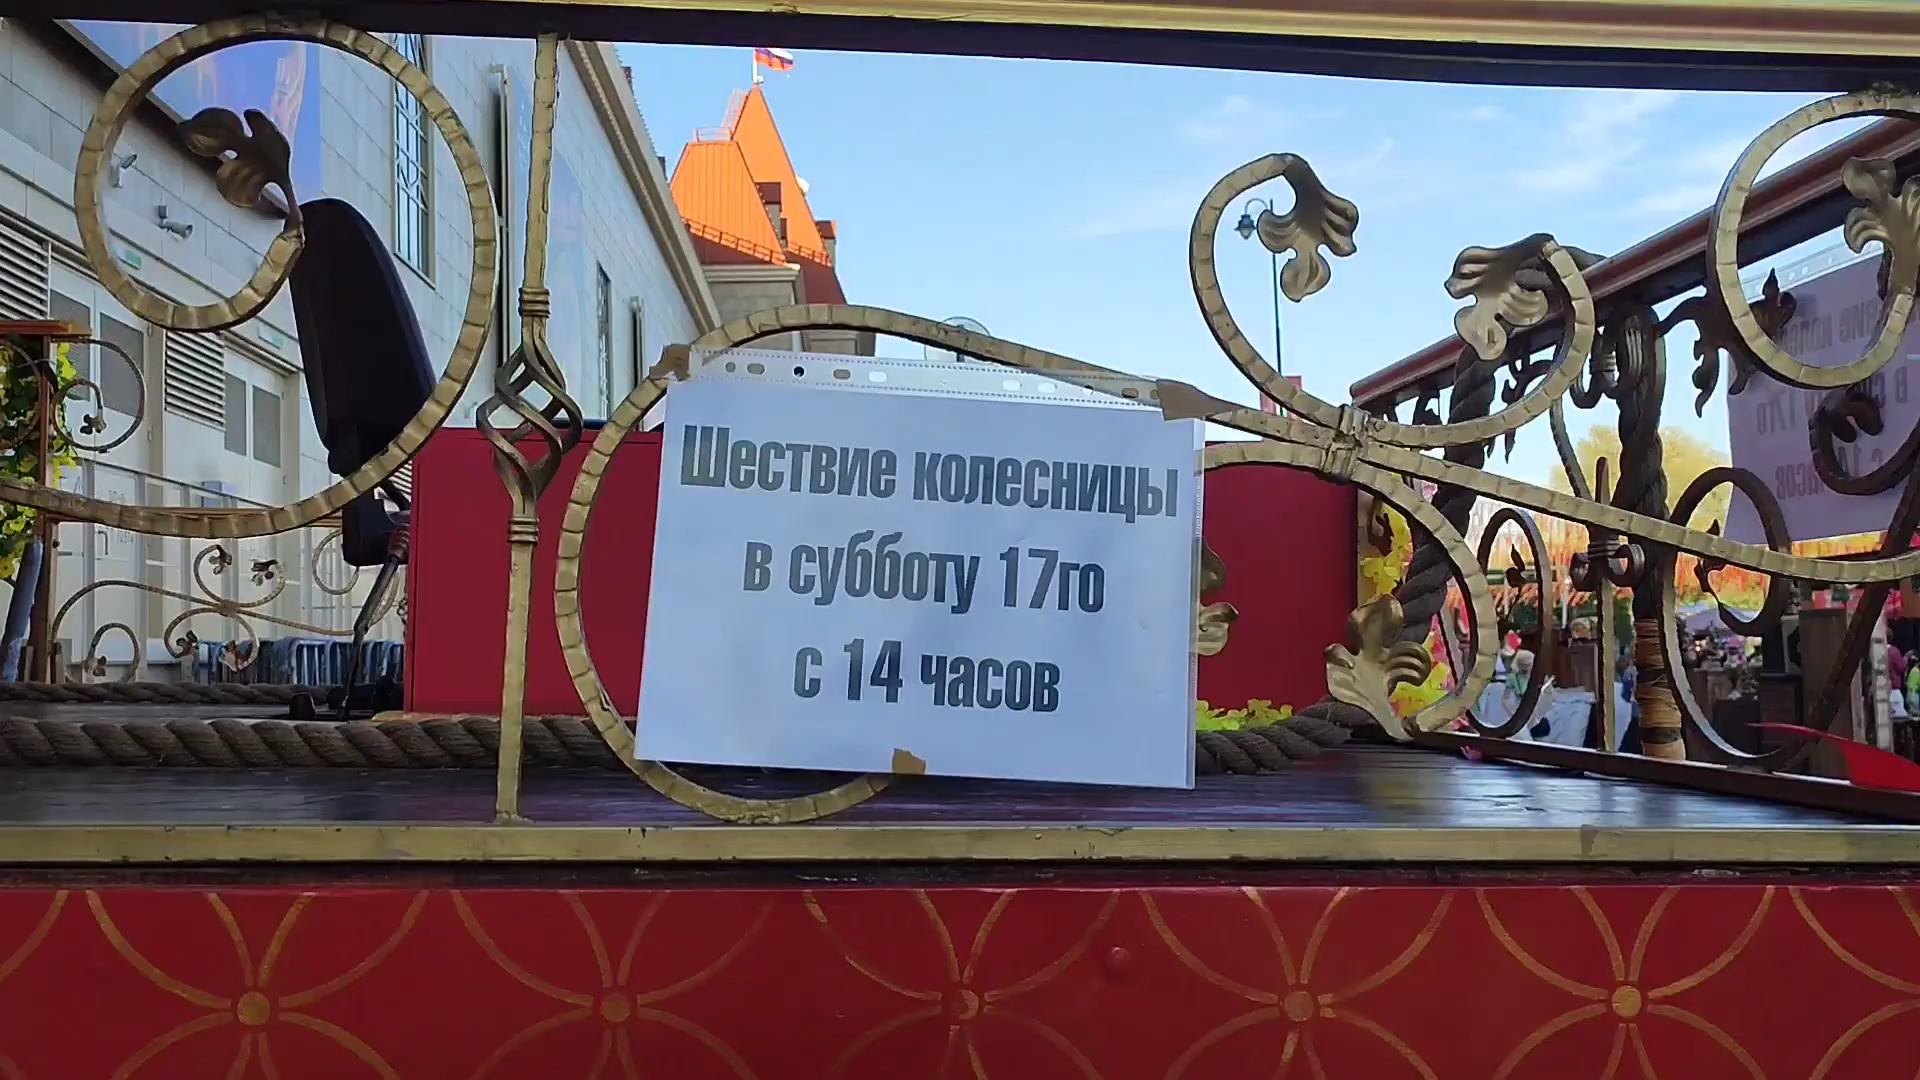 Шествие колесницы
в субботу 17го
с 14 часов